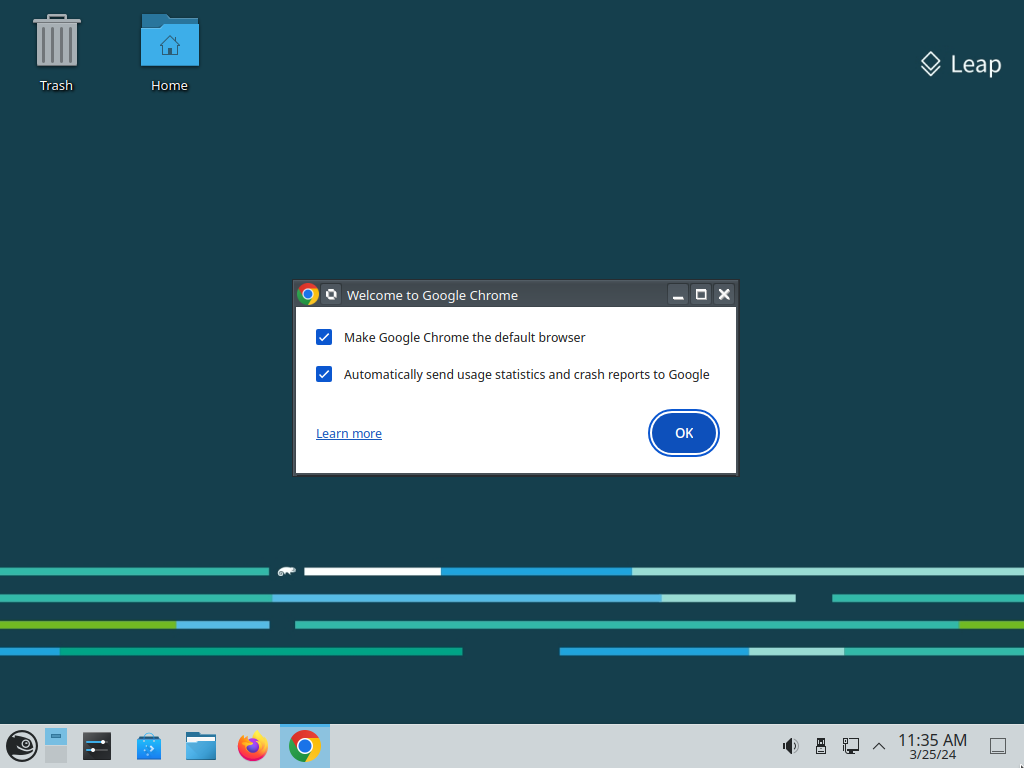 Trash
Home
Leap
Welcome to Google Chrome
Make Google Chrome the default browser
Automatically send usage statistics and crash reports to Google
Learn more
OK
11:35 AM
3/25/24